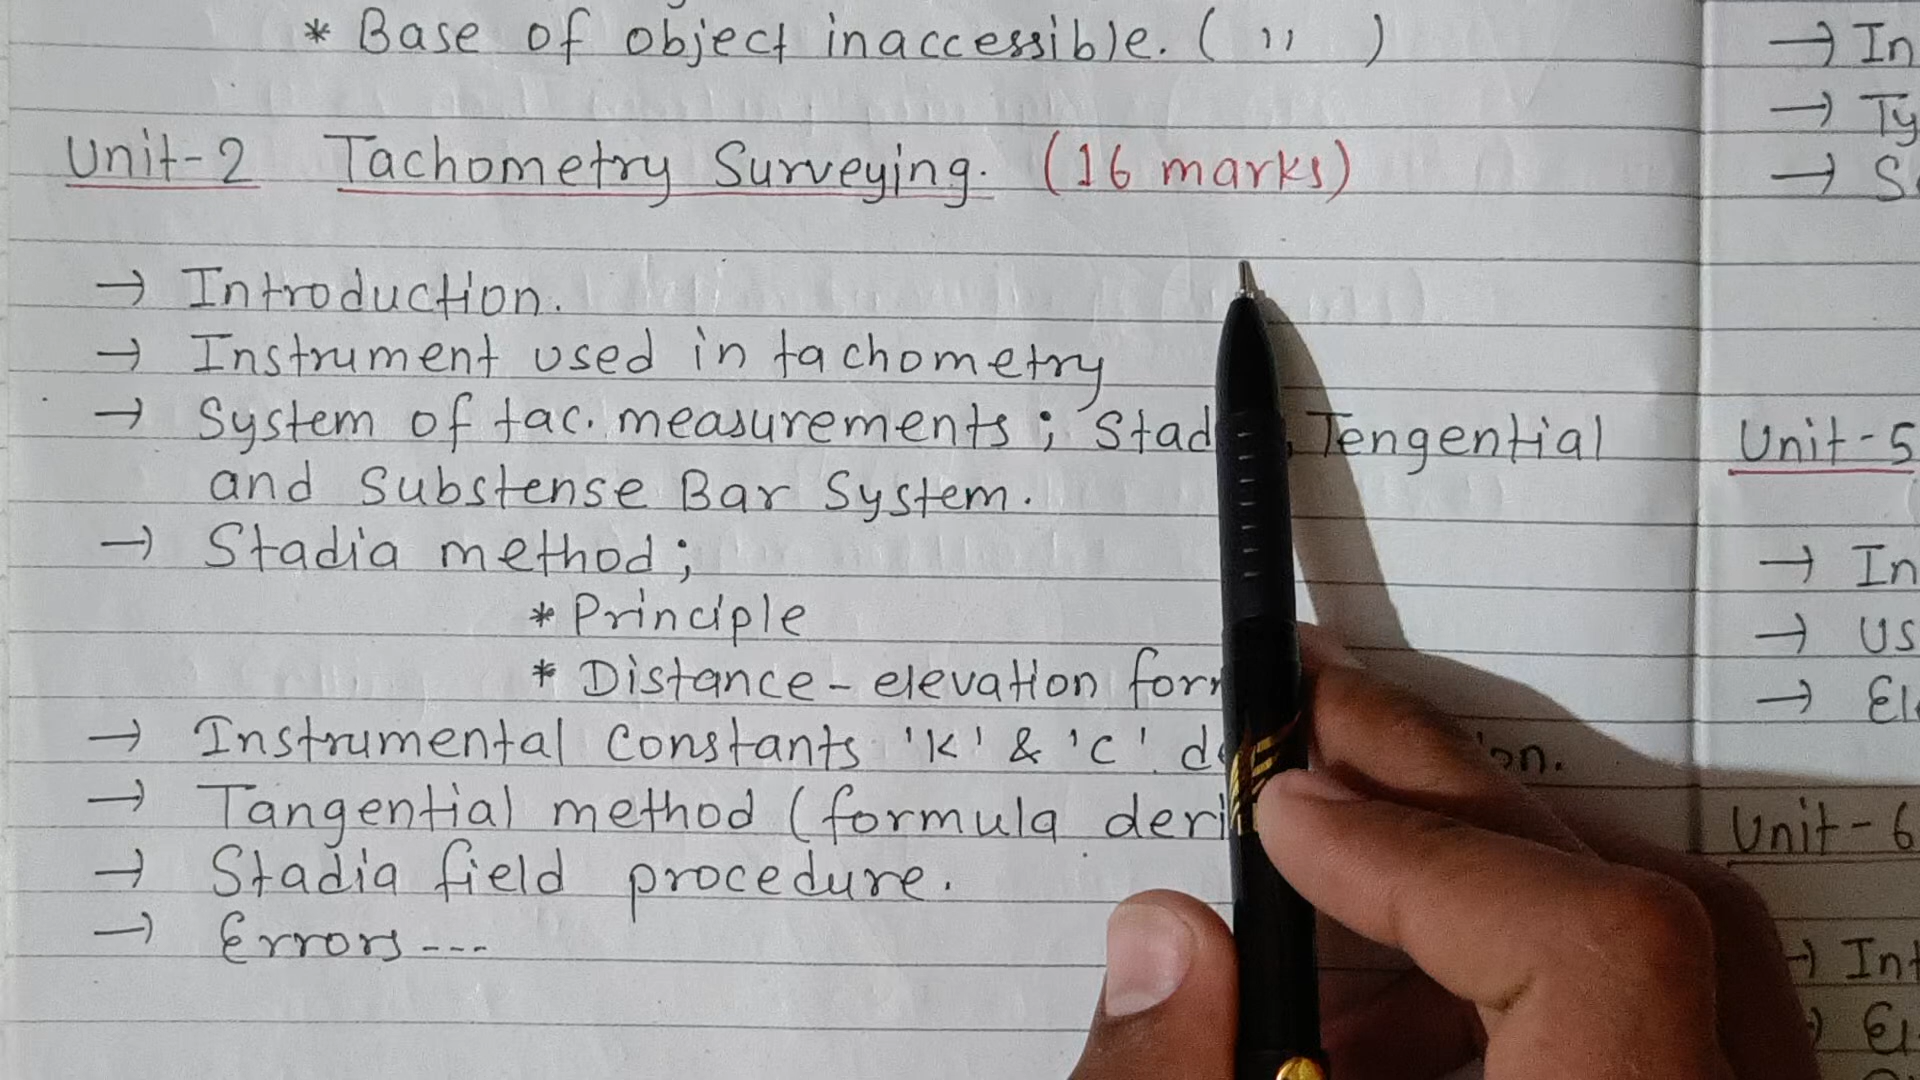 * Base of object inaccessible. ( ,, )
Unit-2 Tachometry Surveying. (16 marks)
→ Introduction.
→ Instrument used in tachometry
→ System of tac. measurements ; Tengential
and Substense Bar System.
→ Stadia method ;
* Principle
* Distance - elevation
→ Instrumental Constants 'K' & 'C'
→ Tangential method (formula
→ Stadia field procedure.
→ Errors ---
→ In
→ Ty
→ S
Unit-5
→ In
→ Us
→ El
Unit-6
→ Int
→ El